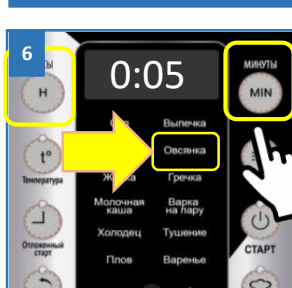 6
МИНУТЫ
H
0:05
MIN
Выпечка
t°
Овсянка
Температура
Гречка
Молочная каша
Варка на пару
Холодец
Тушение
Отложенный старт
СТАРТ
Плов
Варенье